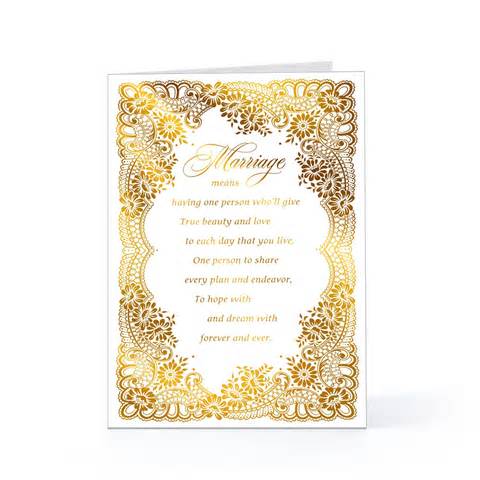 Marriage
means
having one person who'll give
True beauty and love
to each day that you live,
One person to share
every plan and endeavor,
To hope with
and dream with
forever and ever.